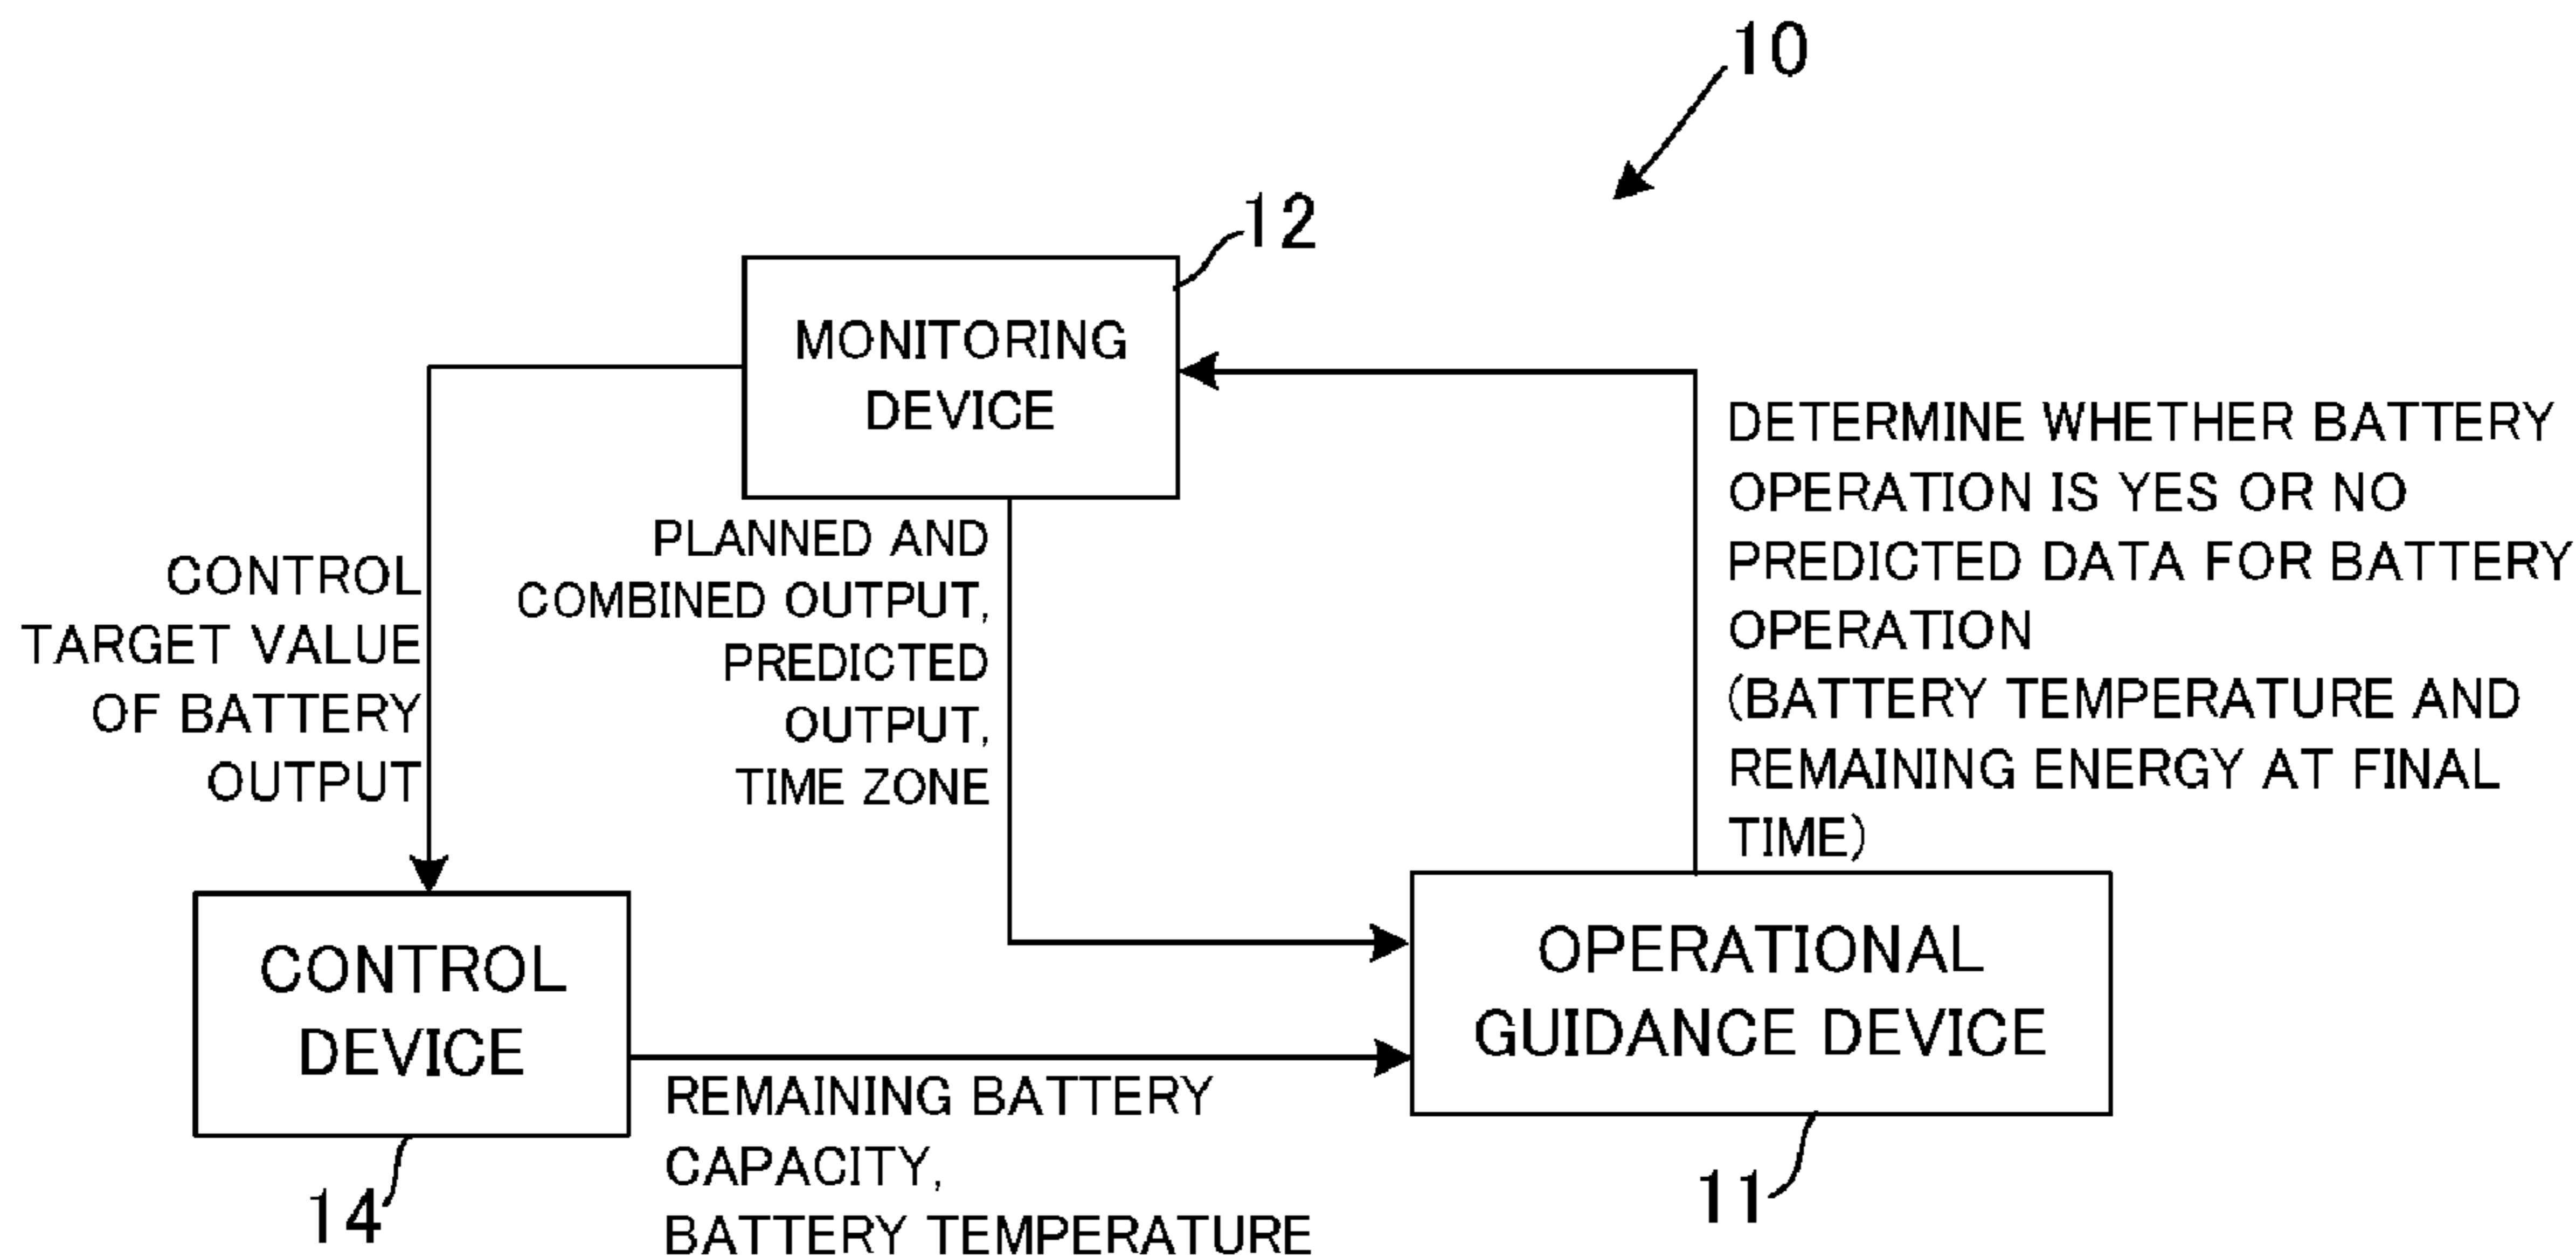 10
12
MONITORING
DEVICE
CONTROL
TARGET VALUE
OF BATTERY
OUTPUT
PLANNED AND
COMBINED OUTPUT,
PREDICTED
OUTPUT,
TIME ZONE
DETERMINE WHETHER BATTERY
OPERATION IS YES OR NO
PREDICTED DATA FOR BATTERY
OPERATION
(BATTERY TEMPERATURE AND
REMAINING ENERGY AT FINAL
TIME)
CONTROL
DEVICE
14
REMAINING BATTERY
CAPACITY,
BATTERY TEMPERATURE
OPERATIONAL
GUIDANCE DEVICE
11